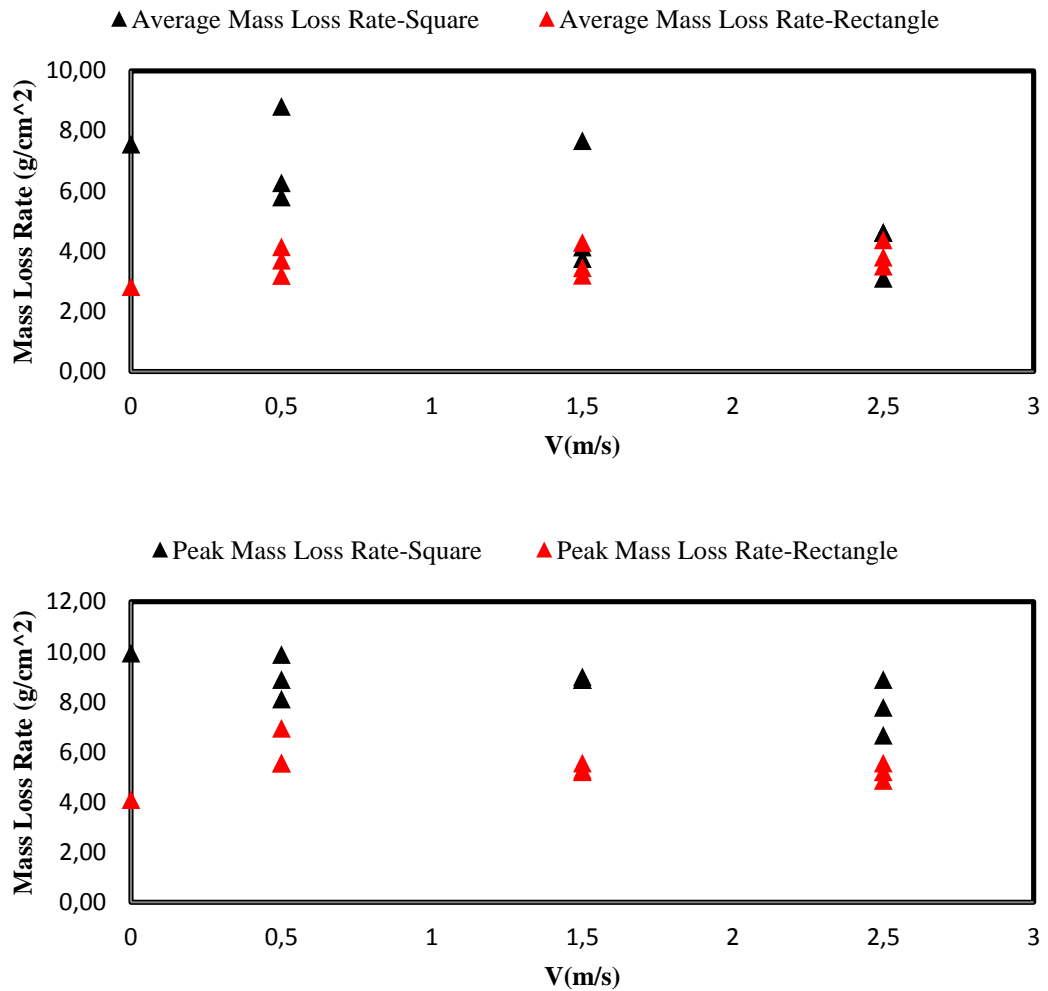 Average Mass Loss Rate-Square Average Mass Loss Rate-Rectangle
10,00
8,00
6,00
4,00
2,00
0,00
Mass Loss Rate (g/cm^2)
0 0,5 1 1,5 2 2,5 3
V(m/s)
Peak Mass Loss Rate-Square Peak Mass Loss Rate-Rectangle
12,00
10,00
8,00
6,00
4,00
2,00
0,00
Mass Loss Rate (g/cm^2)
0 0,5 1 1,5 2 2,5 3
V(m/s)